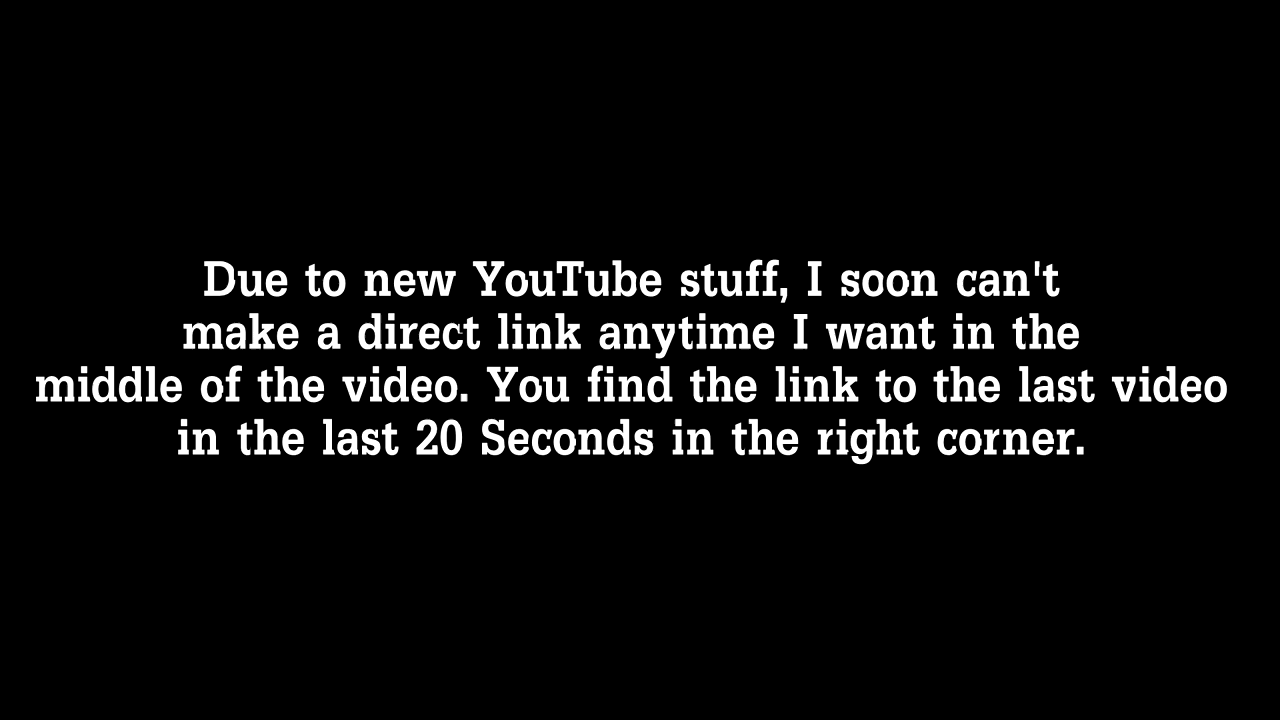 Due to new YouTube stuff, I soon can't
make a direct link anytime I want in the
middle of the video. You find the link to the last video
in the last 20 Seconds in the right corner.